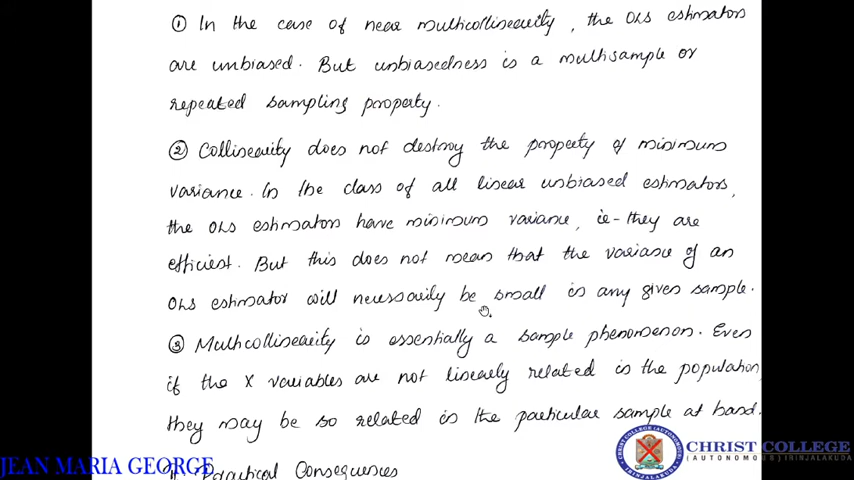 ① In the case of near multicollinearity, the OLS estimators
are unbiased. But unbiasedness is a multisample or
repeated sampling property.
② Collinearity does not destroy the property of minimum
variance. In the class of all linear unbiased estimators,
the OLS estimators have minimum variance, ie- they are
efficient. But this does not mean that the variance of an
OLS estimator will necessarily be small in any given sample.
③ Multicollinearity is essentially a sample phenomenon. Even
if the X variables are not linearly related in the population,
they may be so related in the particular sample at hand.
Practical Consequences
JEAN MARIA GEORGE
CHRIST COLLEGE
(AUTONOMOUS) IRINJALAKUDA